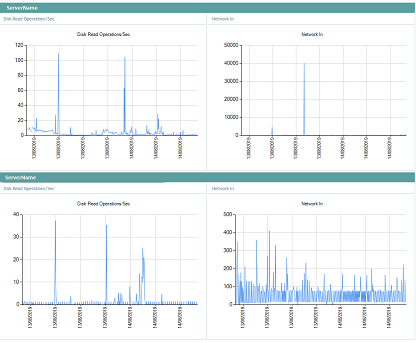 ServerName
Disk Read Operations/Sec
Network In
Disk Read Operations/Sec
Network In
120
100
80
60
40
20
0
50000
40000
30000
20000
10000
0
ServerName
Disk Read Operations/Sec
Network In
Disk Read Operations/Sec
Network In
40
30
20
10
0
500
400
300
200
100
0